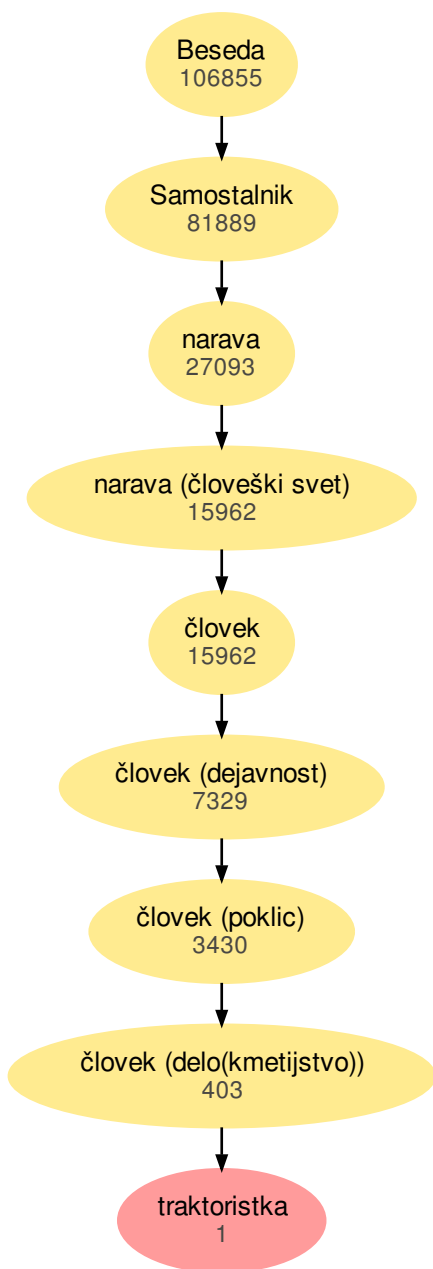 Beseda
106855
Samostalnik
81889
narava
27093
narava (človeški svet)
15962
človek
15962
človek (dejavnost)
7329
človek (poklic)
3430
človek (delo(kmetijstvo))
403
traktoristka
1